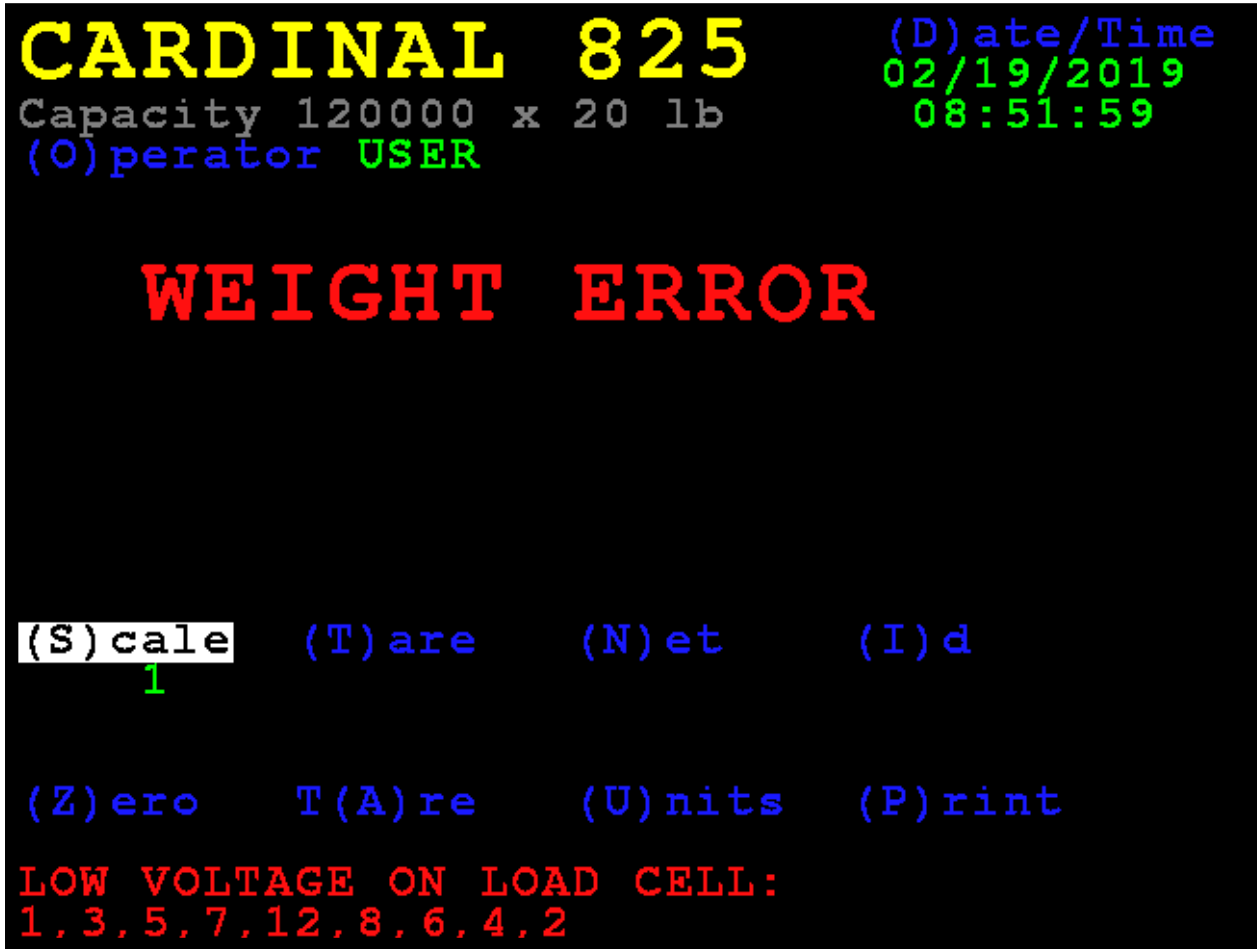 CARDINAL 825
(D)ate/Time
02/19/2019
Capacity 120000 x 20 lb
08:51:59
(O)perator USER
WEIGHT ERROR
(S)cale (T)are (N)et (I)d
1
(Z)ero T(A)re (U)nits (P)rint
LOW VOLTAGE ON LOAD CELL:
1,3,5,7,12,8,6,4,2